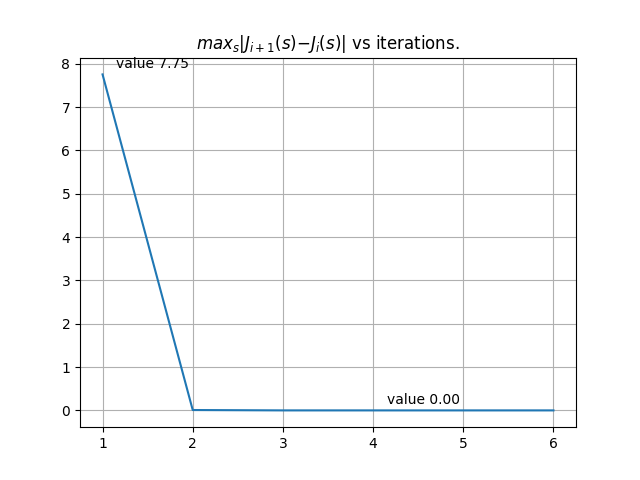 max_s|J_{i+1}(s)−J_i(s)| vs iterations.
value 7.75
8
7
6
5
4
3
2
1
0
value 0.00
1 2 3 4 5 6